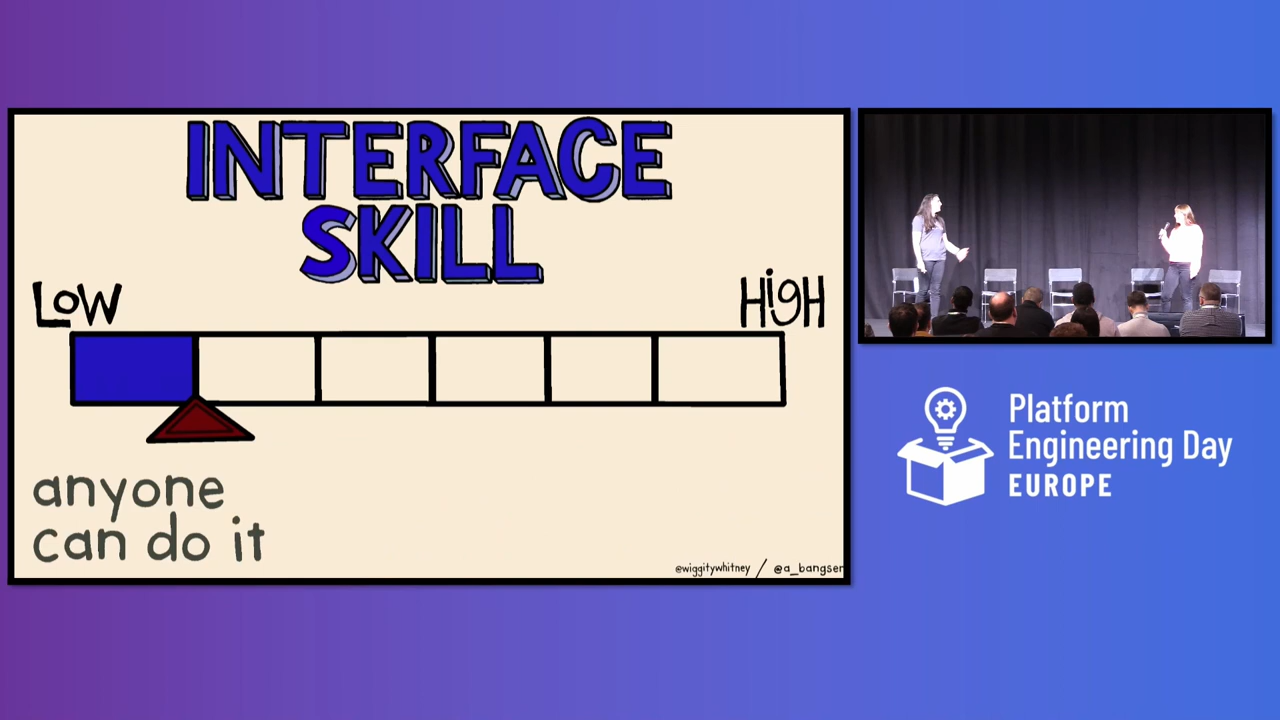 INTERFACE
SKILL
LOW
HIGH
anyone
can do it
@wiggitywhitney / @a_bangser
Platform
Engineering Day
EUROPE